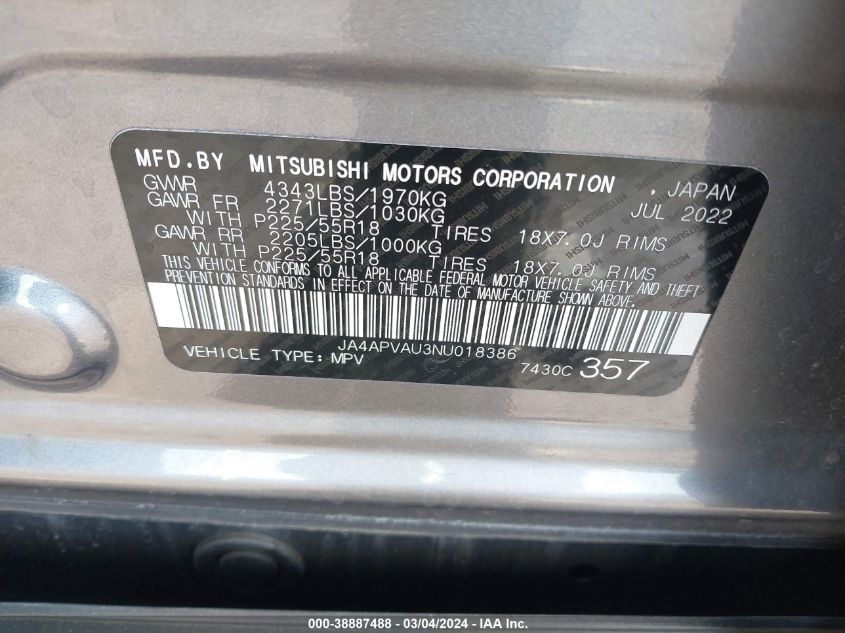 MFD.BY MITSUBISHI MOTORS CORPORATION , JAPAN
GVWR 4343LBS/1970KG JUL 2022
GAWR FR 2271LBS/1030KG
WITH P225/55R18 TIRES 18X7.0J RIMS
GAWR RR 2205LBS/1000KG
WITH P225/55R18 TIRES 18X7.0J RIMS
THIS VEHICLE CONFORMS TO ALL APPLICABLE FEDERAL MOTOR VEHICLE SAFETY AND THEFT
PREVENTION STANDARDS IN EFFECT ON THE DATE OF MANUFACTURE SHOWN ABOVE.
JA4APVAU3NU018386
VEHICLE TYPE: MPV 7430C 357
000-38887488 - 03/04/2024 - IAA Inc.